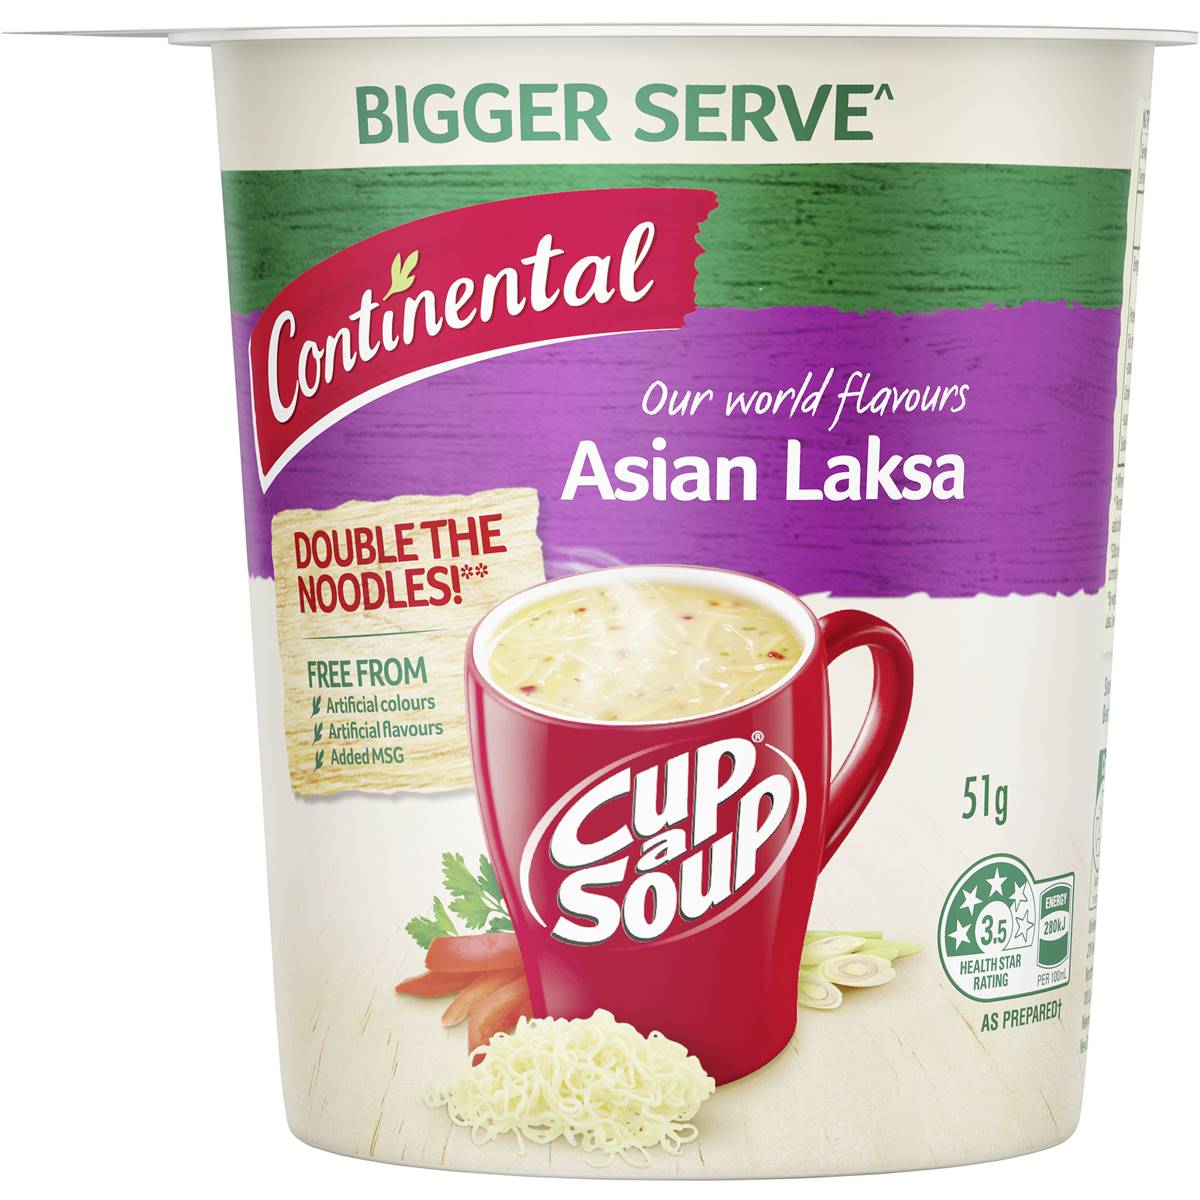 BIGGER SERVE^
Continental
Our world flavours
Asian Laksa
DOUBLE THE
NOODLES!**
FREE FROM
Artificial colours
Artificial flavours
Added MSG
CUP®
a
SOUP
51g
3.5
HEALTH STAR
RATING
ENERGY
280kJ
PER 100mL
AS PREPARED†